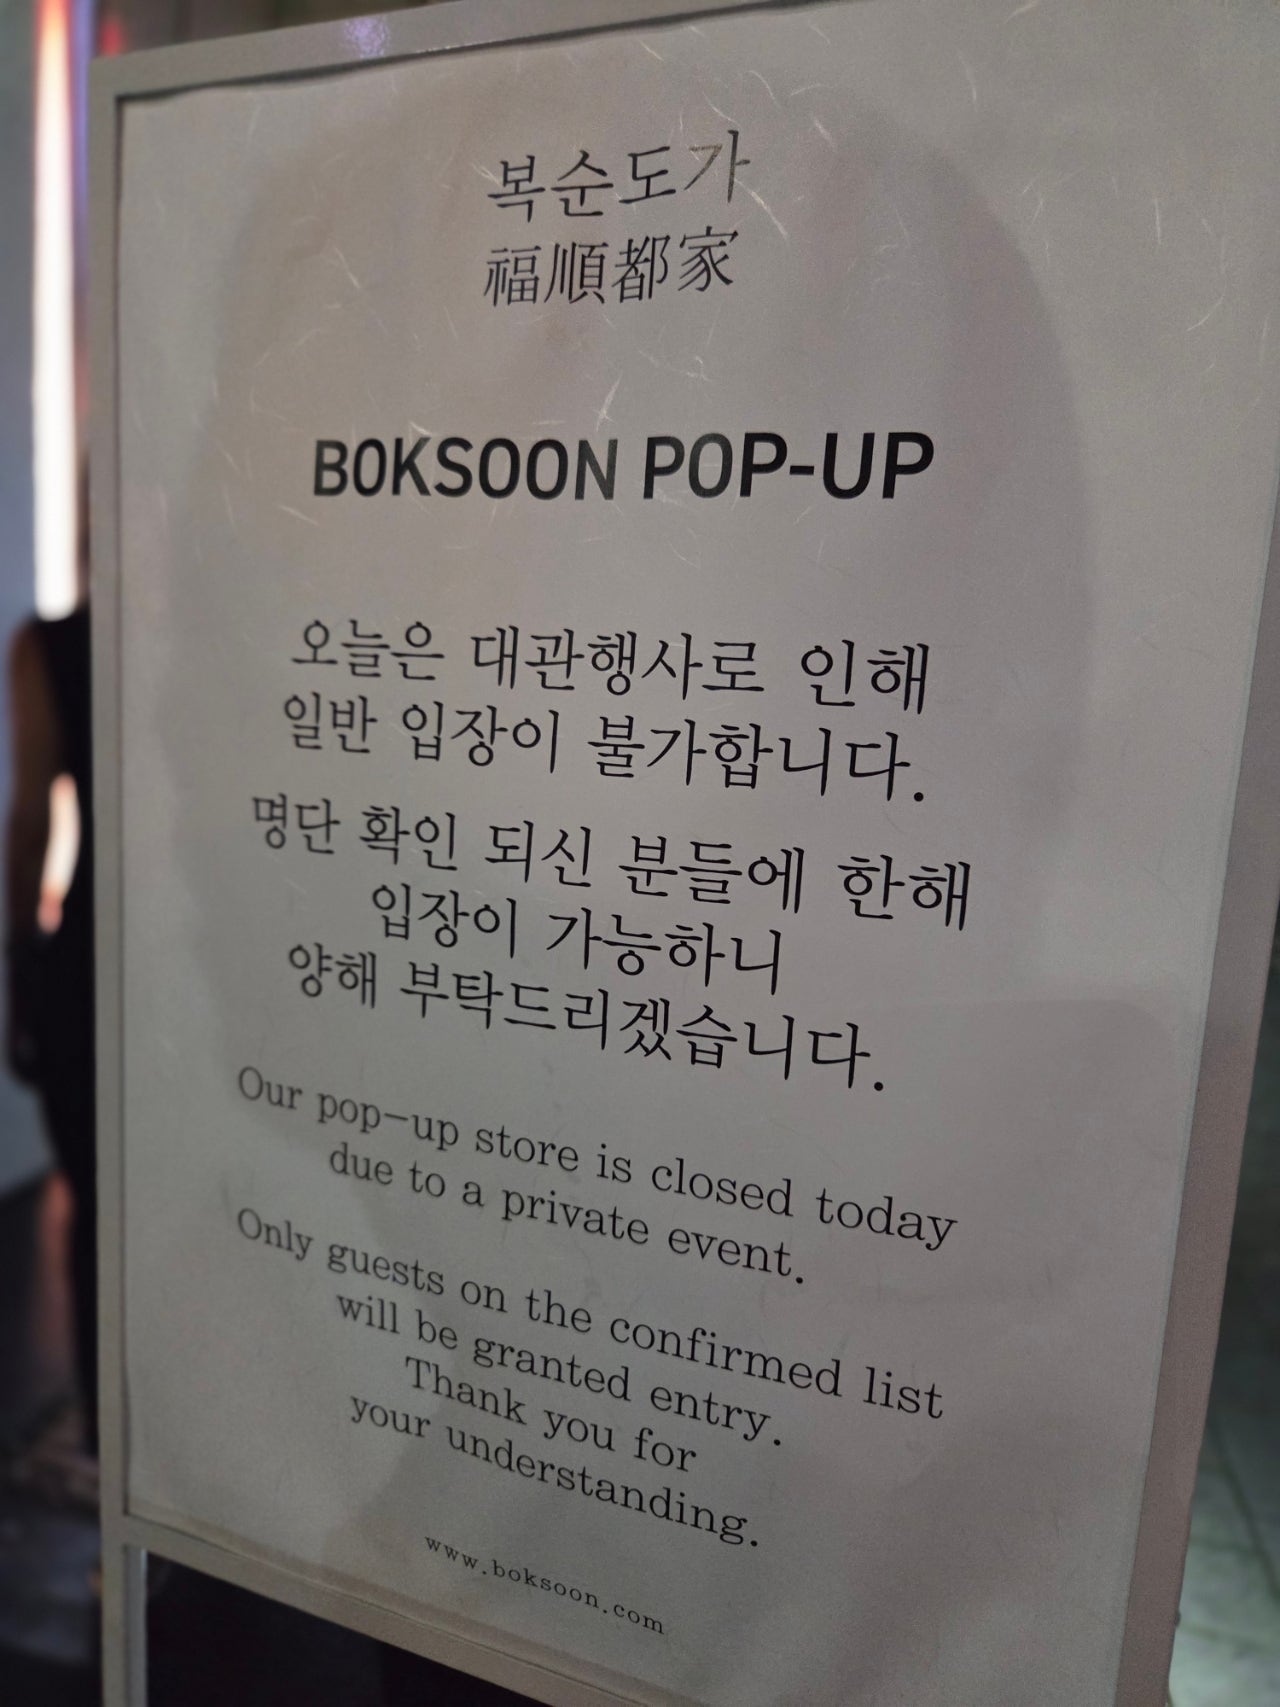 복순도가
福順都家
BOKSOON POP-UP
오늘은 대관행사로 인해
일반 입장이 불가합니다.
명단 확인 되신 분들에 한해
입장이 가능하니
양해 부탁드리겠습니다.
Our pop-up store is closed today
due to a private event.
Only guests on the confirmed list
will be granted entry.
Thank you for
your understanding.
www.boksoon.com